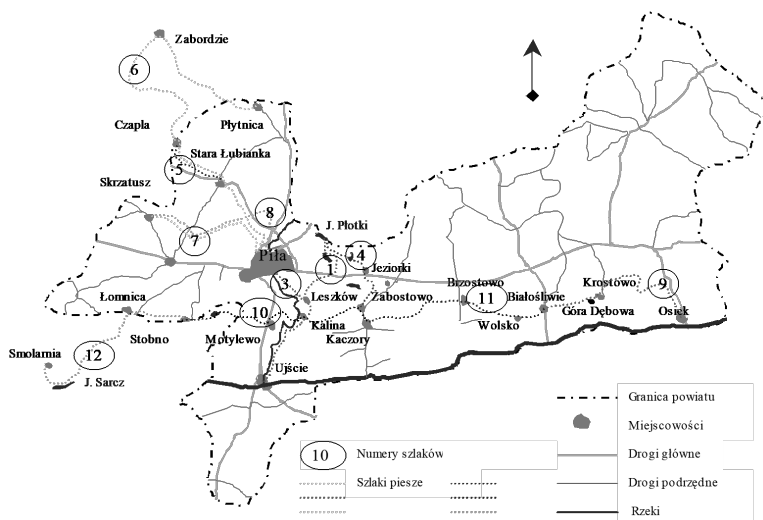 Zabordzie
6
Czapla
Płytnica
Stara Łubianka
5
Skrzatusz
8
J. Płotki
7
Piła
4
1
Jeziorki
3
Brzostowo
Krostowo
9
Łomnica
Leszków
Zabostowo
11
Białośliwie
10
Kalina
Góra Dębowa
Osiek
Stobno
Motylewo
Kaczory
Wolsko
Smolarnia
12
J. Sarcz
Ujście
Granica powiatu
Miejscowości
10
Numery szlaków
Drogi główne
Szlaki piesze
Drogi podrzędne
Rzeki